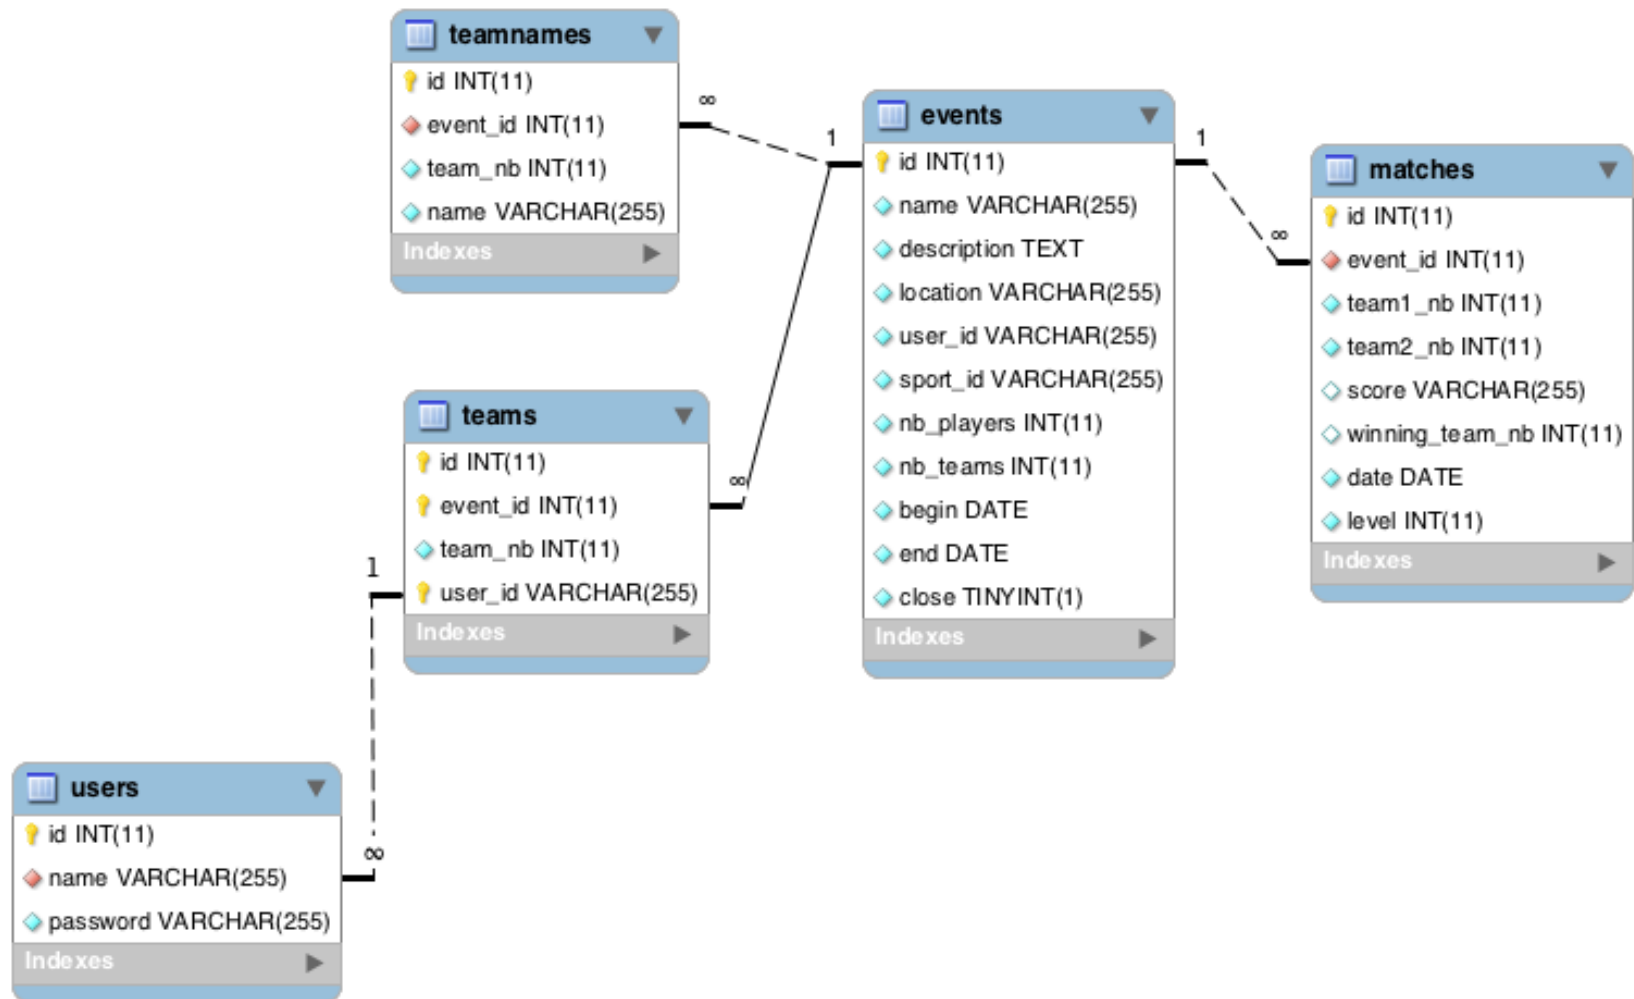 teamnames
id INT(11)
event_id INT(11)
team_nb INT(11)
name VARCHAR(255)
Indexes
∞
1
events
id INT(11)
name VARCHAR(255)
description TEXT
location VARCHAR(255)
user_id VARCHAR(255)
sport_id VARCHAR(255)
nb_players INT(11)
nb_teams INT(11)
begin DATE
end DATE
close TINYINT(1)
Indexes
1
∞
matches
id INT(11)
event_id INT(11)
team1_nb INT(11)
team2_nb INT(11)
score VARCHAR(255)
winning_team_nb INT(11)
date DATE
level INT(11)
Indexes
teams
id INT(11)
event_id INT(11)
team_nb INT(11)
user_id VARCHAR(255)
Indexes
∞
1
∞
users
id INT(11)
name VARCHAR(255)
password VARCHAR(255)
Indexes